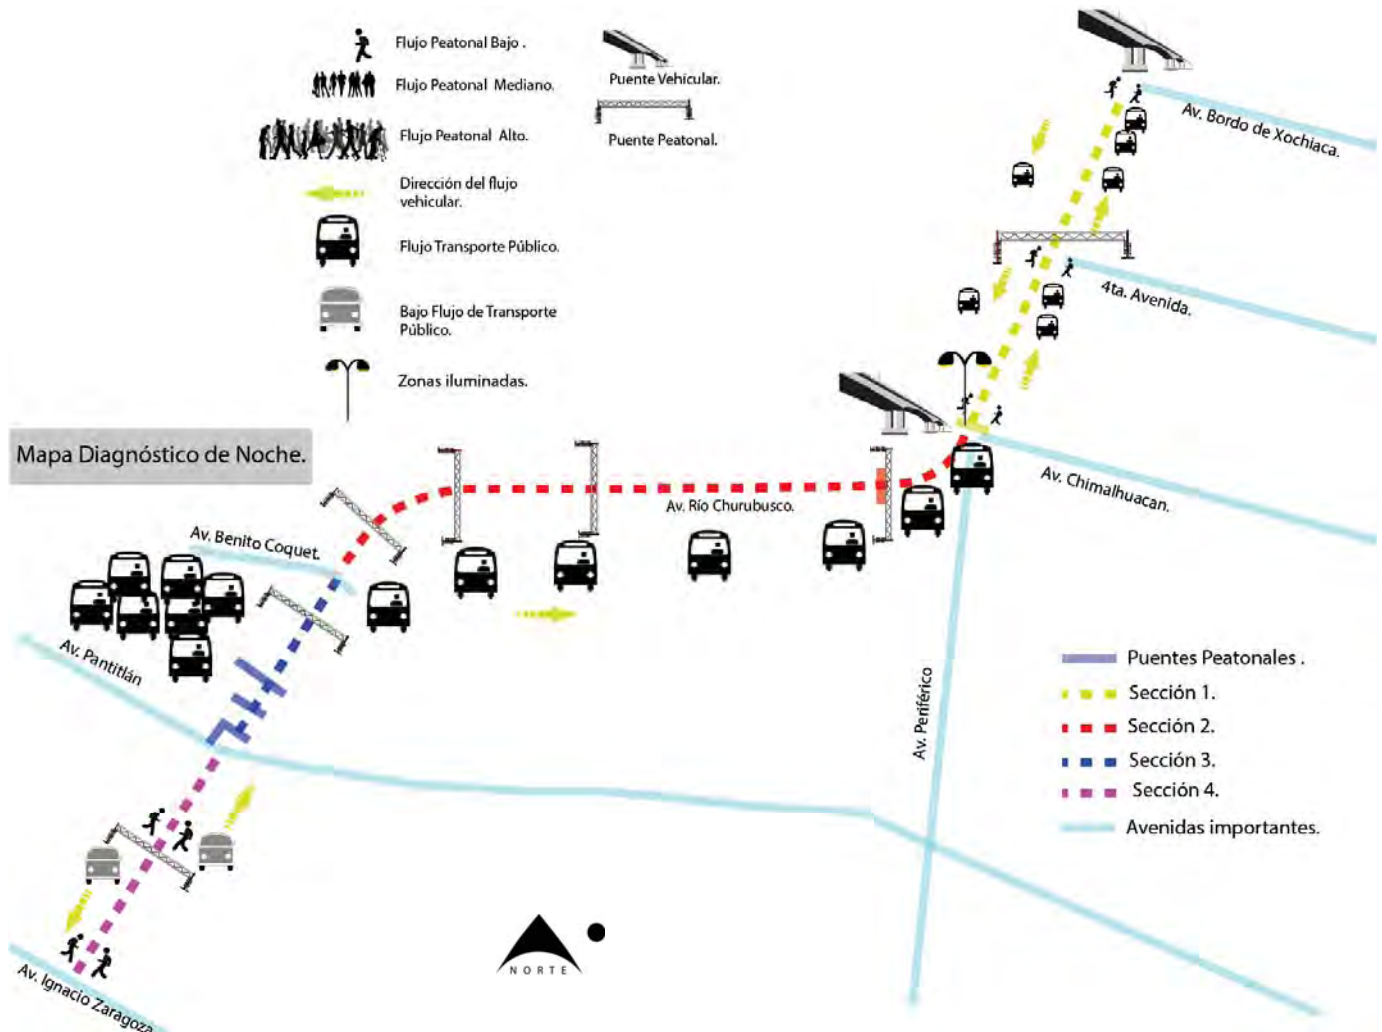 Flujo Peatonal Bajo .
Flujo Peatonal Mediano.
Flujo Peatonal Alto.
Dirección del flujo
vehicular.
Flujo Transporte Público.
Bajo Flujo de Transporte
Público.
Zonas iluminadas.
Puente Vehicular.
Puente Peatonal.
Av. Bordo de Xochiaca.
4ta. Avenida.
Mapa Diagnóstico de Noche.
Av. Chimalhuacan.
Av. Río Churubusco.
Av. Benito Coquet.
Av. Pantitlán
Av. Periférico
Puentes Peatonales .
Sección 1.
Sección 2.
Sección 3.
Sección 4.
Avenidas importantes.
NORTE
Av. Ignacio Zaragoza